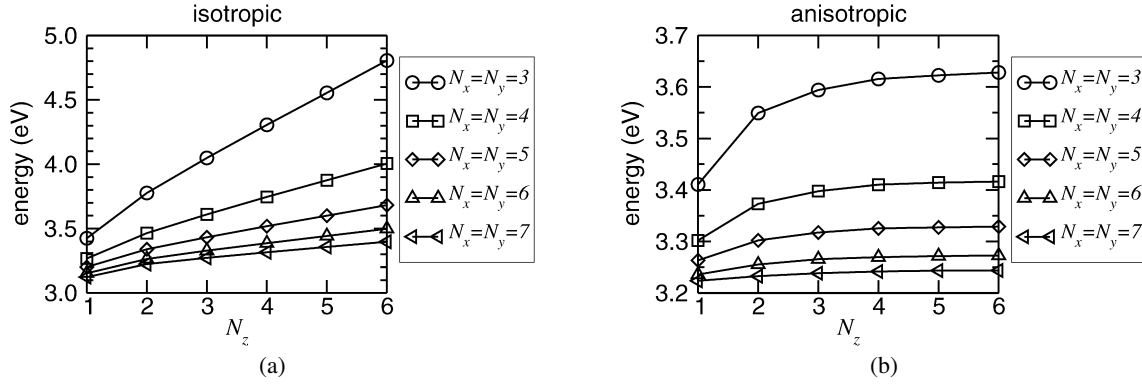 isotropic
5.0
4.5
4.0
3.5
3.0
energy (eV)
1 2 3 4 5 6
N_z
N_x=N_y=3
N_x=N_y=4
N_x=N_y=5
N_x=N_y=6
N_x=N_y=7
(a)
anisotropic
3.7
3.6
3.5
3.4
3.3
3.2
energy (eV)
1 2 3 4 5 6
N_z
N_x=N_y=3
N_x=N_y=4
N_x=N_y=5
N_x=N_y=6
N_x=N_y=7
(b)